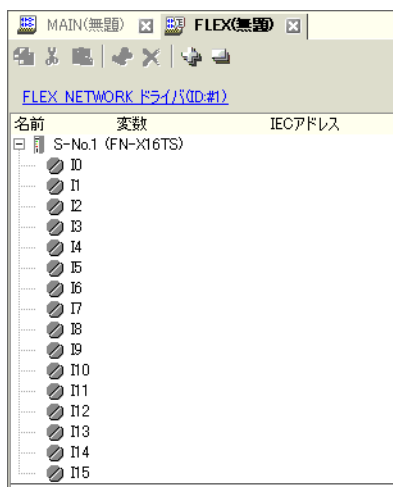 MAIN(無題) FLEX(無題)
FLEX NETWORK ドライバ(ID:#1)
名前 変数 IECアドレス
S-No.1 (FN-X16TS)
I0
I1
I2
I3
I4
I5
I6
I7
I8
I9
I10
I11
I12
I13
I14
I15